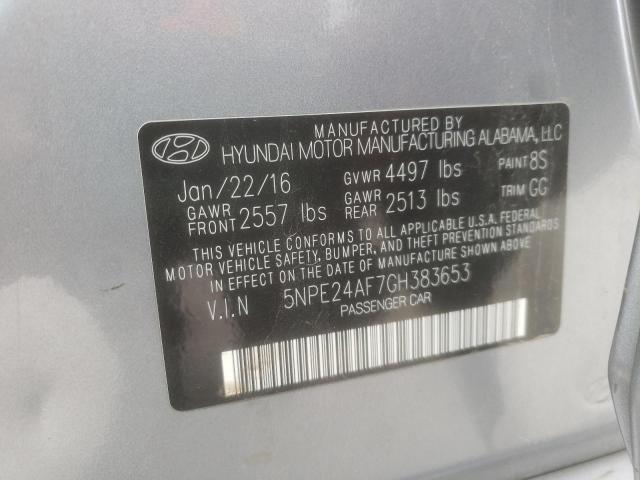 MANUFACTURED BY
HYUNDAI MOTOR MANUFACTURING ALABAMA, LLC
Jan/22/16 GVWR 4497 lbs PAINT 8S
GAWR FRONT 2557 lbs GAWR REAR 2513 lbs TRIM GG
THIS VEHICLE CONFORMS TO ALL APPLICABLE U.S.A. FEDERAL
MOTOR VEHICLE SAFETY, BUMPER, AND THEFT PREVENTION STANDARDS
IN EFFECT ON THE DATE OF MANUFACTURE SHOWN ABOVE.
V.I.N 5NPE24AF7GH383653
PASSENGER CAR